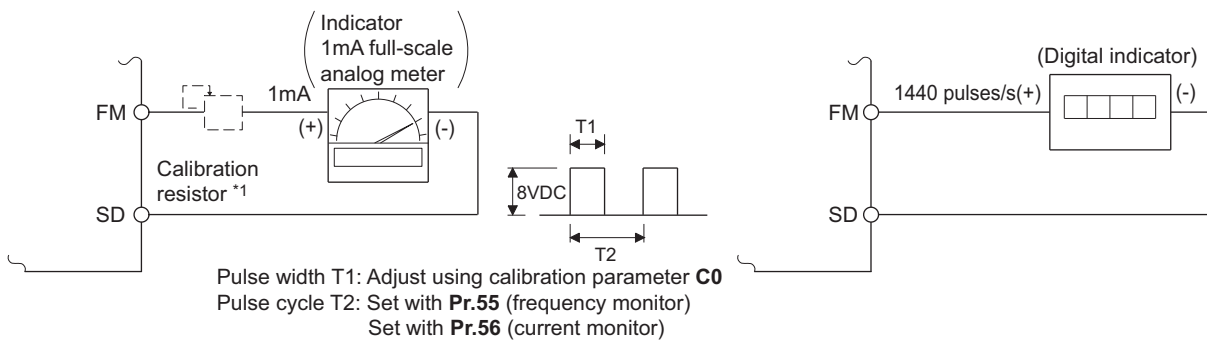 Indicator
1mA full-scale
analog meter
FM
1mA
(+)
(-)
Calibration
resistor *1
SD
T1
8VDC
T2
(Digital indicator)
FM
1440 pulses/s(+)
(-)
SD
Pulse width T1: Adjust using calibration parameter C0
Pulse cycle T2: Set with Pr.55 (frequency monitor)
Set with Pr.56 (current monitor)